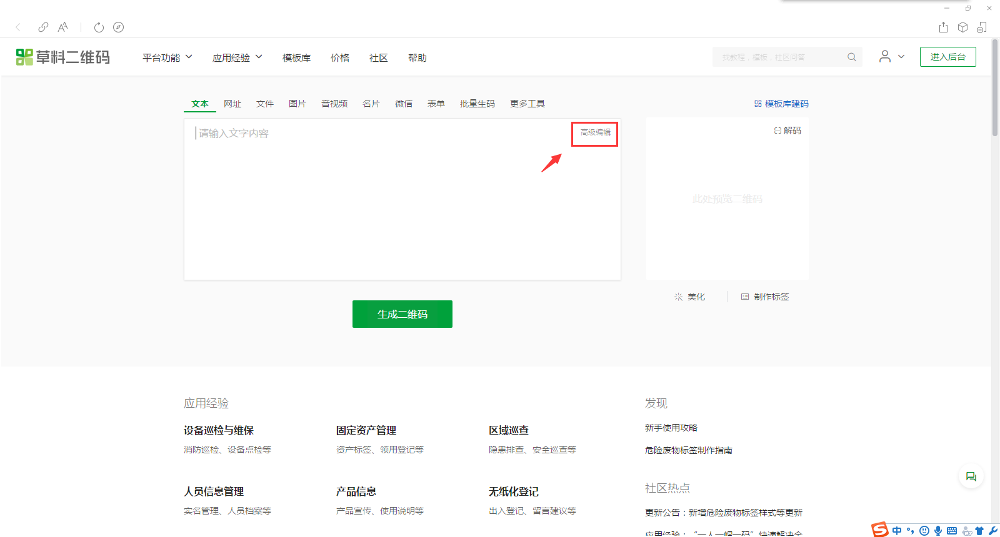 草料二维码
平台功能 应用经验 模板库 价格 社区 帮助
找教程，模板，社区问答
进入后台
文本 网址 文件 图片 音视频 名片 微信 表单 批量生码 更多工具
模板库建码
请输入文字内容
高级编辑
解码
此处预览二维码
美化 制作标签
生成二维码
应用经验
设备巡检与维保 固定资产管理 区域巡查
消防巡检、设备点检等 资产标签、领用登记等 隐患排查、安全巡查等
人员信息管理 产品信息 无纸化登记
实名管理、人员档案等 产品宣传、使用说明等 出入登记、留言建议等
发现
新手使用攻略
危险废物标签制作指南
社区热点
更新公告：新增危险废物标签样式等更新
应用经验：“一人一帽一码”快速解决全
中